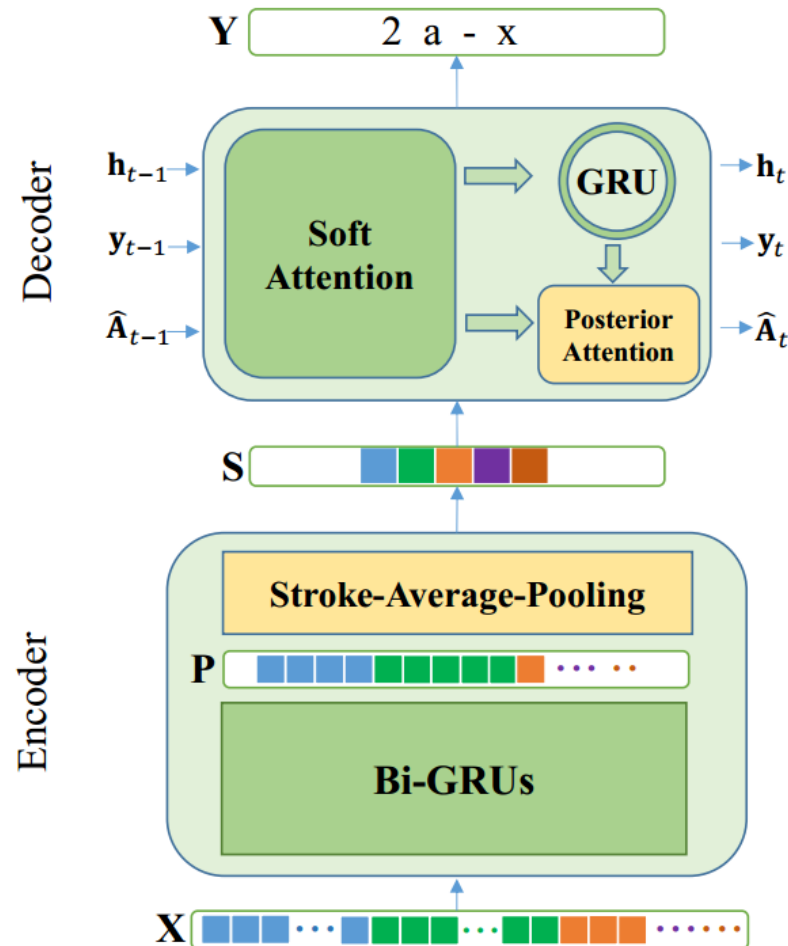 Y 2 a - x
Decoder
h_{t-1}
y_{t-1}
Â_{t-1}
Soft
Attention
GRU
Posterior
Attention
h_t
y_t
Â_t
S
Encoder
Stroke-Average-Pooling
P ··· ··
Bi-GRUs
X ··· ··· ··· ···